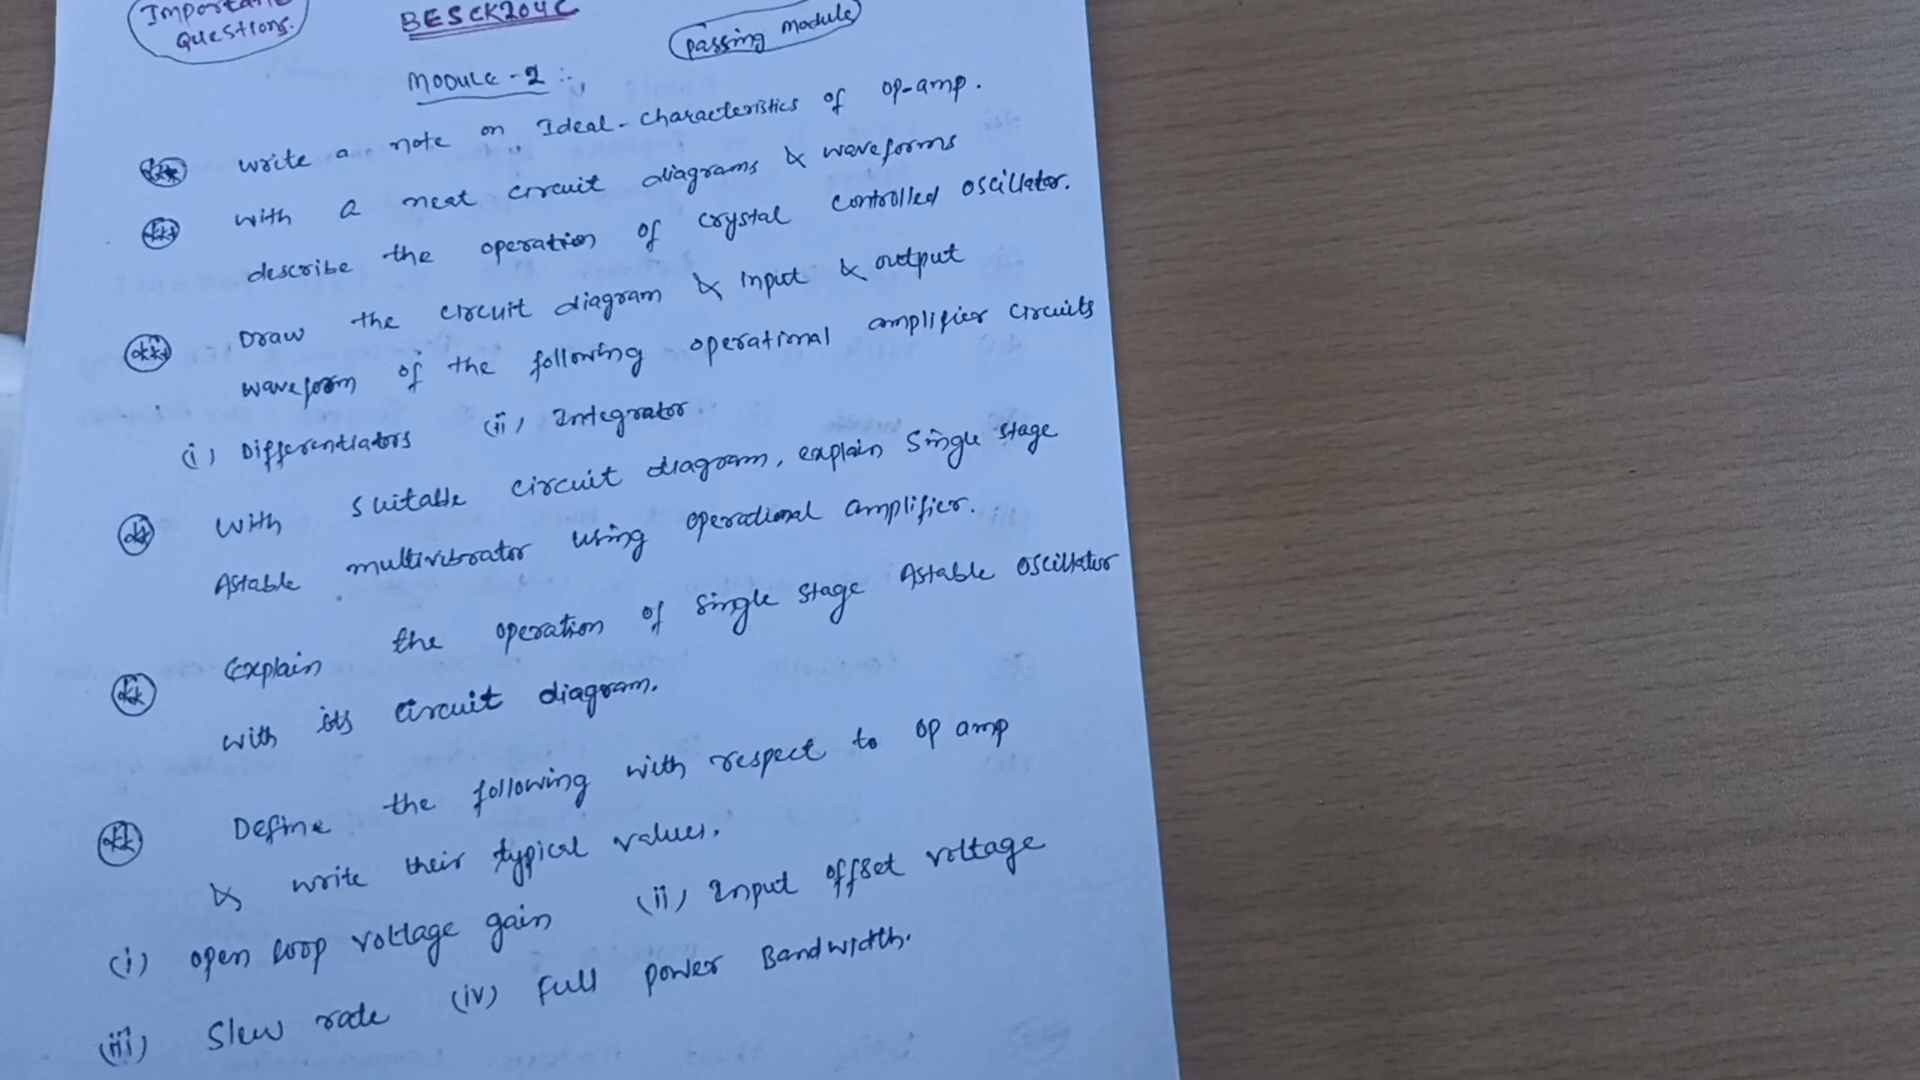 Important
Questions.
BESCK204C
Passing module
Module - 2 :-
Write a note on Ideal - characteristics of op-amp.
With a neat circuit diagrams & waveforms
describe the operation of crystal controlled oscillator.
Draw the circuit diagram & input & output
waveform of the following operational amplifier circuits
(i) Differentiators (ii) Integrator
With suitable circuit diagram, explain single stage
Astable multivibrator using operational amplifier.
Explain the operation of single stage Astable oscillator
with its circuit diagram.
Define the following with respect to op amp
& write their typical values.
(i) open loop voltage gain (ii) Input offset voltage
(iii) Slew rate (iv) Full power Bandwidth.